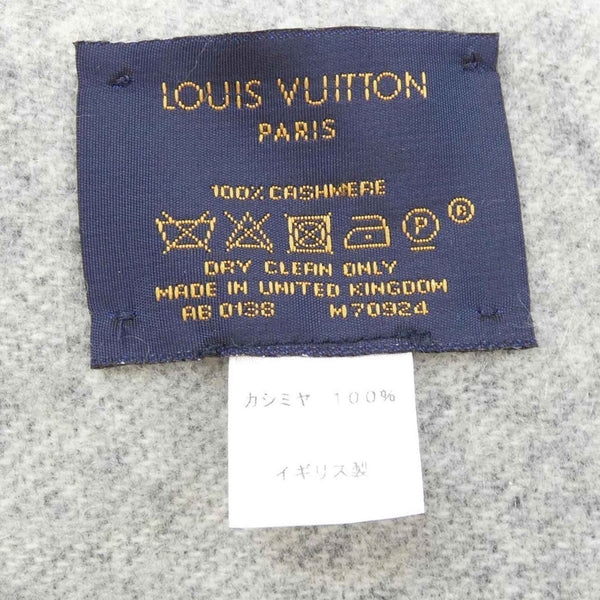 LOUIS VUITTON
PARIS
100% CASHMERE
P ®
DRY CLEAN ONLY
MADE IN UNITED KINGDOM
AB 0138 M70924
カシミヤ 100%
イギリス製